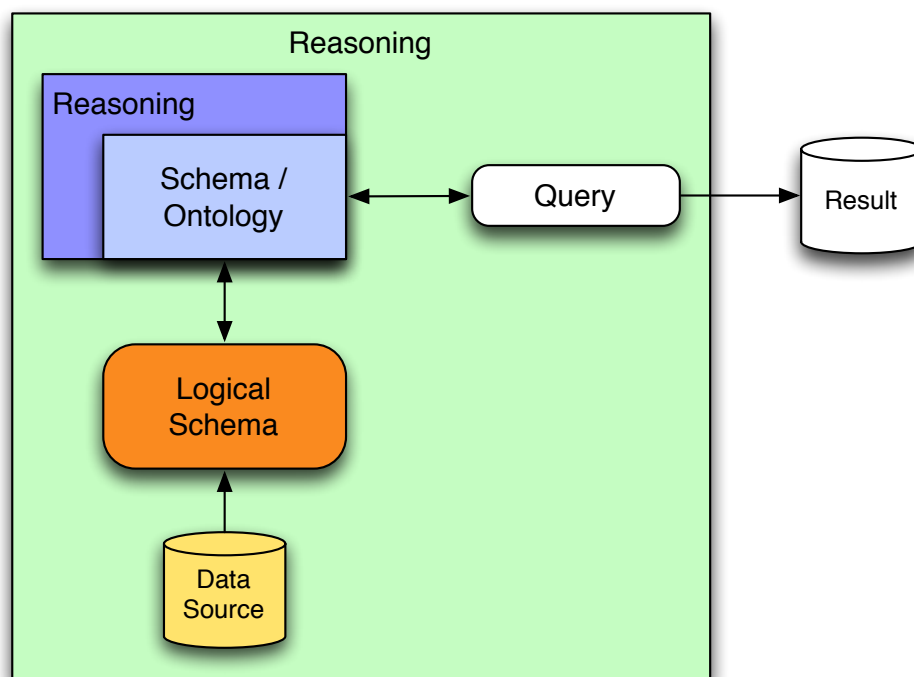 Reasoning
Reasoning
Schema /
Ontology
Query
Result
Logical
Schema
Data
Source